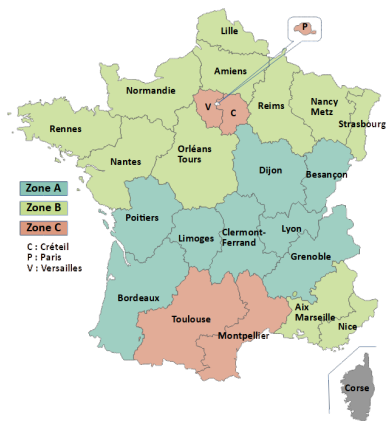 Lille
P
Amiens
Normandie
V
C
Reims
Nancy
Metz
Strasbourg
Rennes
Orléans
Tours
Nantes
Dijon
Besançon
Zone A
Zone B
Zone C
C : Créteil
P : Paris
V : Versailles
Poitiers
Limoges
Clermont-
Ferrand
Lyon
Grenoble
Bordeaux
Toulouse
Montpellier
Aix
Marseille
Nice
Corse